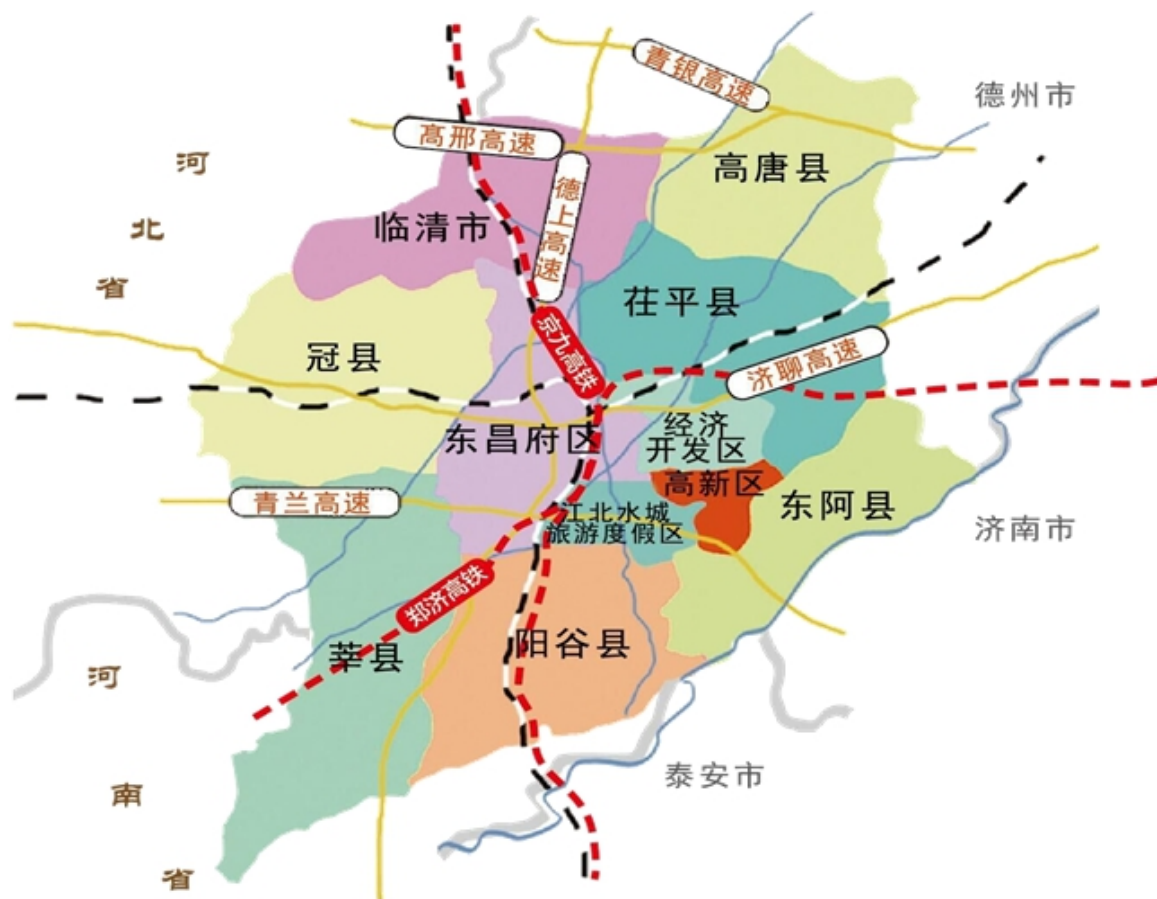 青银高速
德州市
高邢高速
河
北
省
德上高速
高唐县
临清市
茌平县
京九高铁
冠县
济聊高速
东昌府区
经济
开发区
高新区
青兰高速
东阿县
江北水城
旅游度假区
济南市
郑济高铁
阳谷县
莘县
河
南
省
泰安市